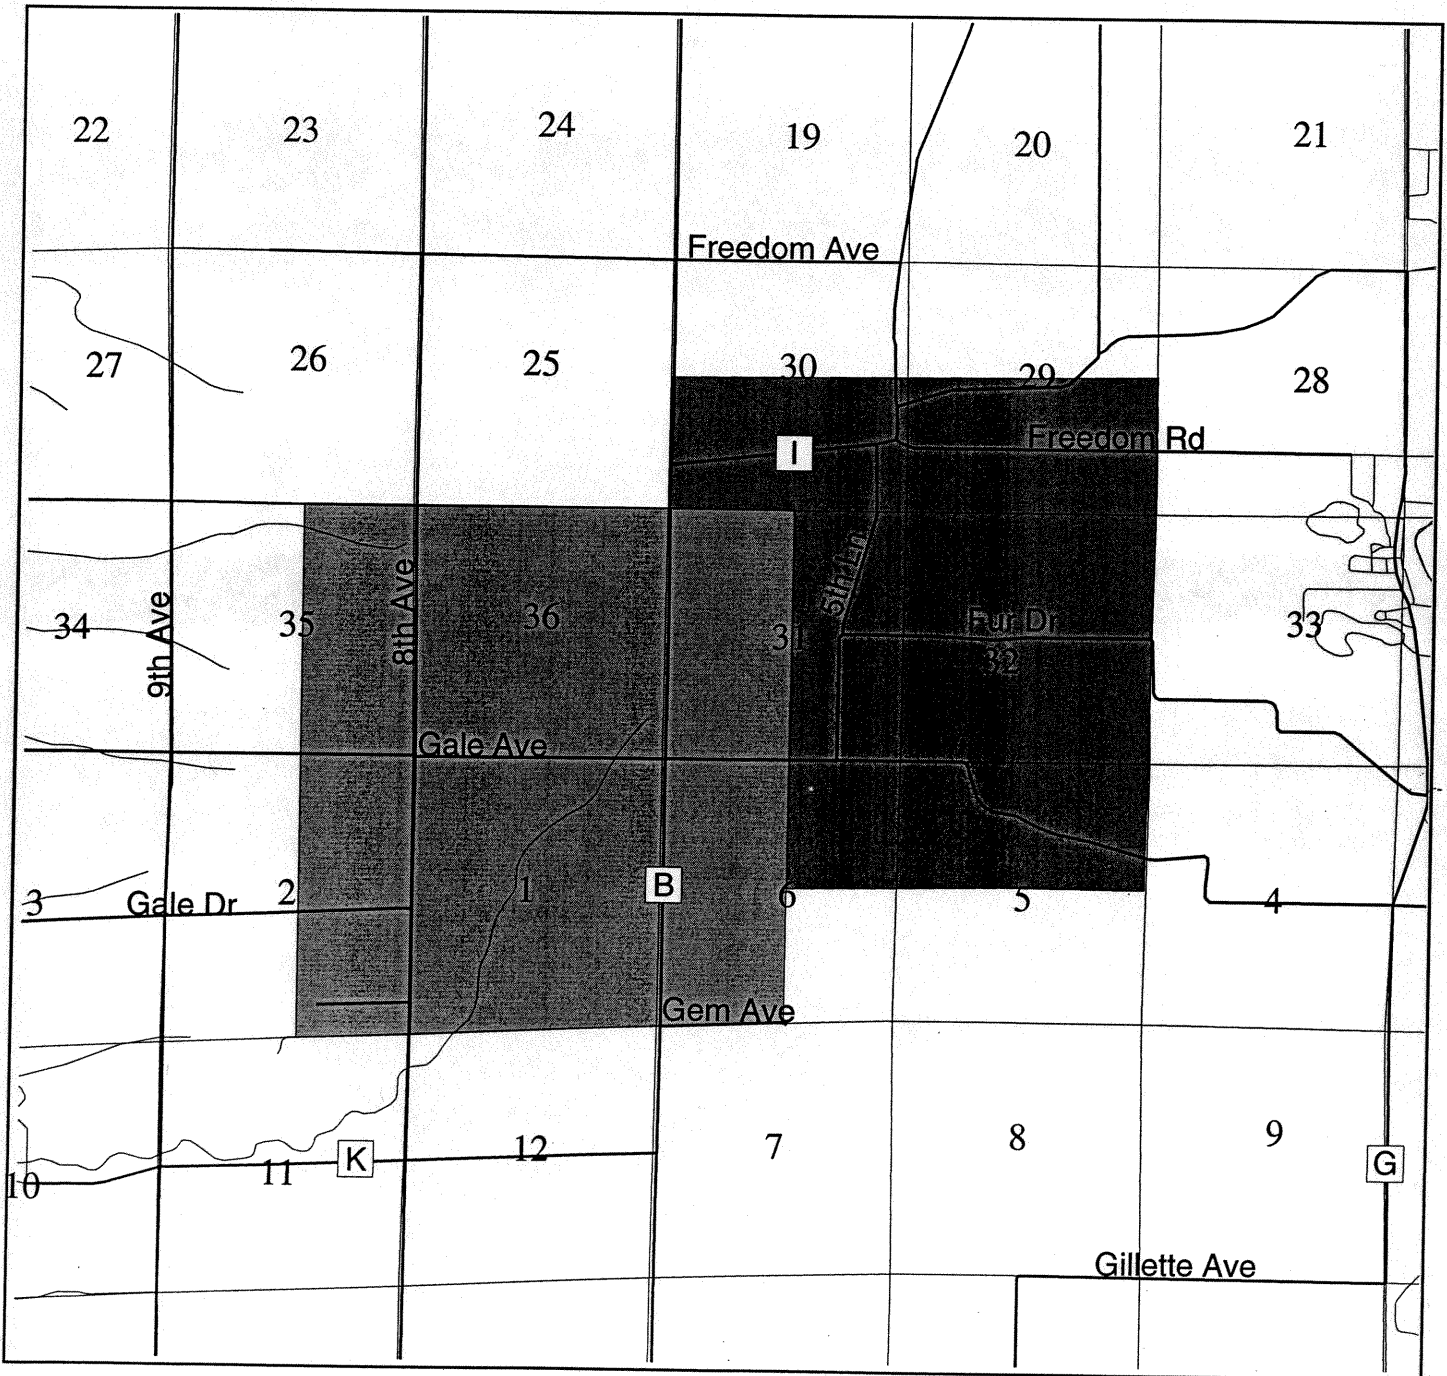 22 23 24 19 20 21
Freedom Ave
27 26 25 30 29 28
I
Freedom Rd
5th Ln
34 9th Ave 35 8th Ave 36 31 Fur Dr 33
32
Gale Ave
3 Gale Dr 2 1 B 6 5 4
Gem Ave
10 11 K 12 7 8 9
G
Gillette Ave